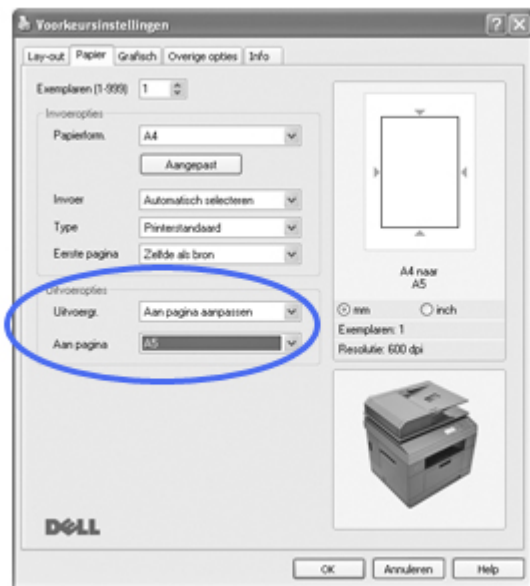 Voorkeursinstellingen
Lay-out Papier Grafisch Overige opties Info
Exemplaren (1-999) 1
Invoeropties
Papierform. A4
Aangepast
Invoer Automatisch selecteren
Type Printerstandaard
Eerste pagina Zelfde als bron
Uitvoeropties
Uitvoergr. Aan pagina aanpassen
Aan pagina A5
A4 naar
A5
mm inch
Exemplaren: 1
Resolutie: 600 dpi
DELL
OK Annuleren Help